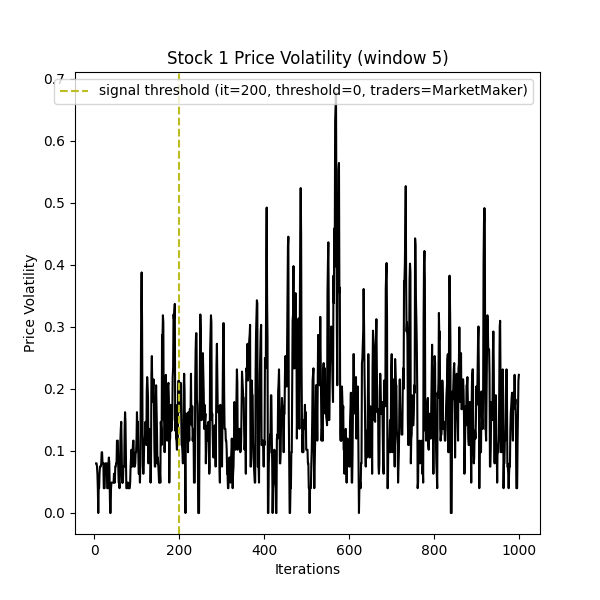 Stock 1 Price Volatility (window 5)
signal threshold (it=200, threshold=0, traders=MarketMaker)
Price Volatility
0.7
0.6
0.5
0.4
0.3
0.2
0.1
0.0
0 200 400 600 800 1000
Iterations